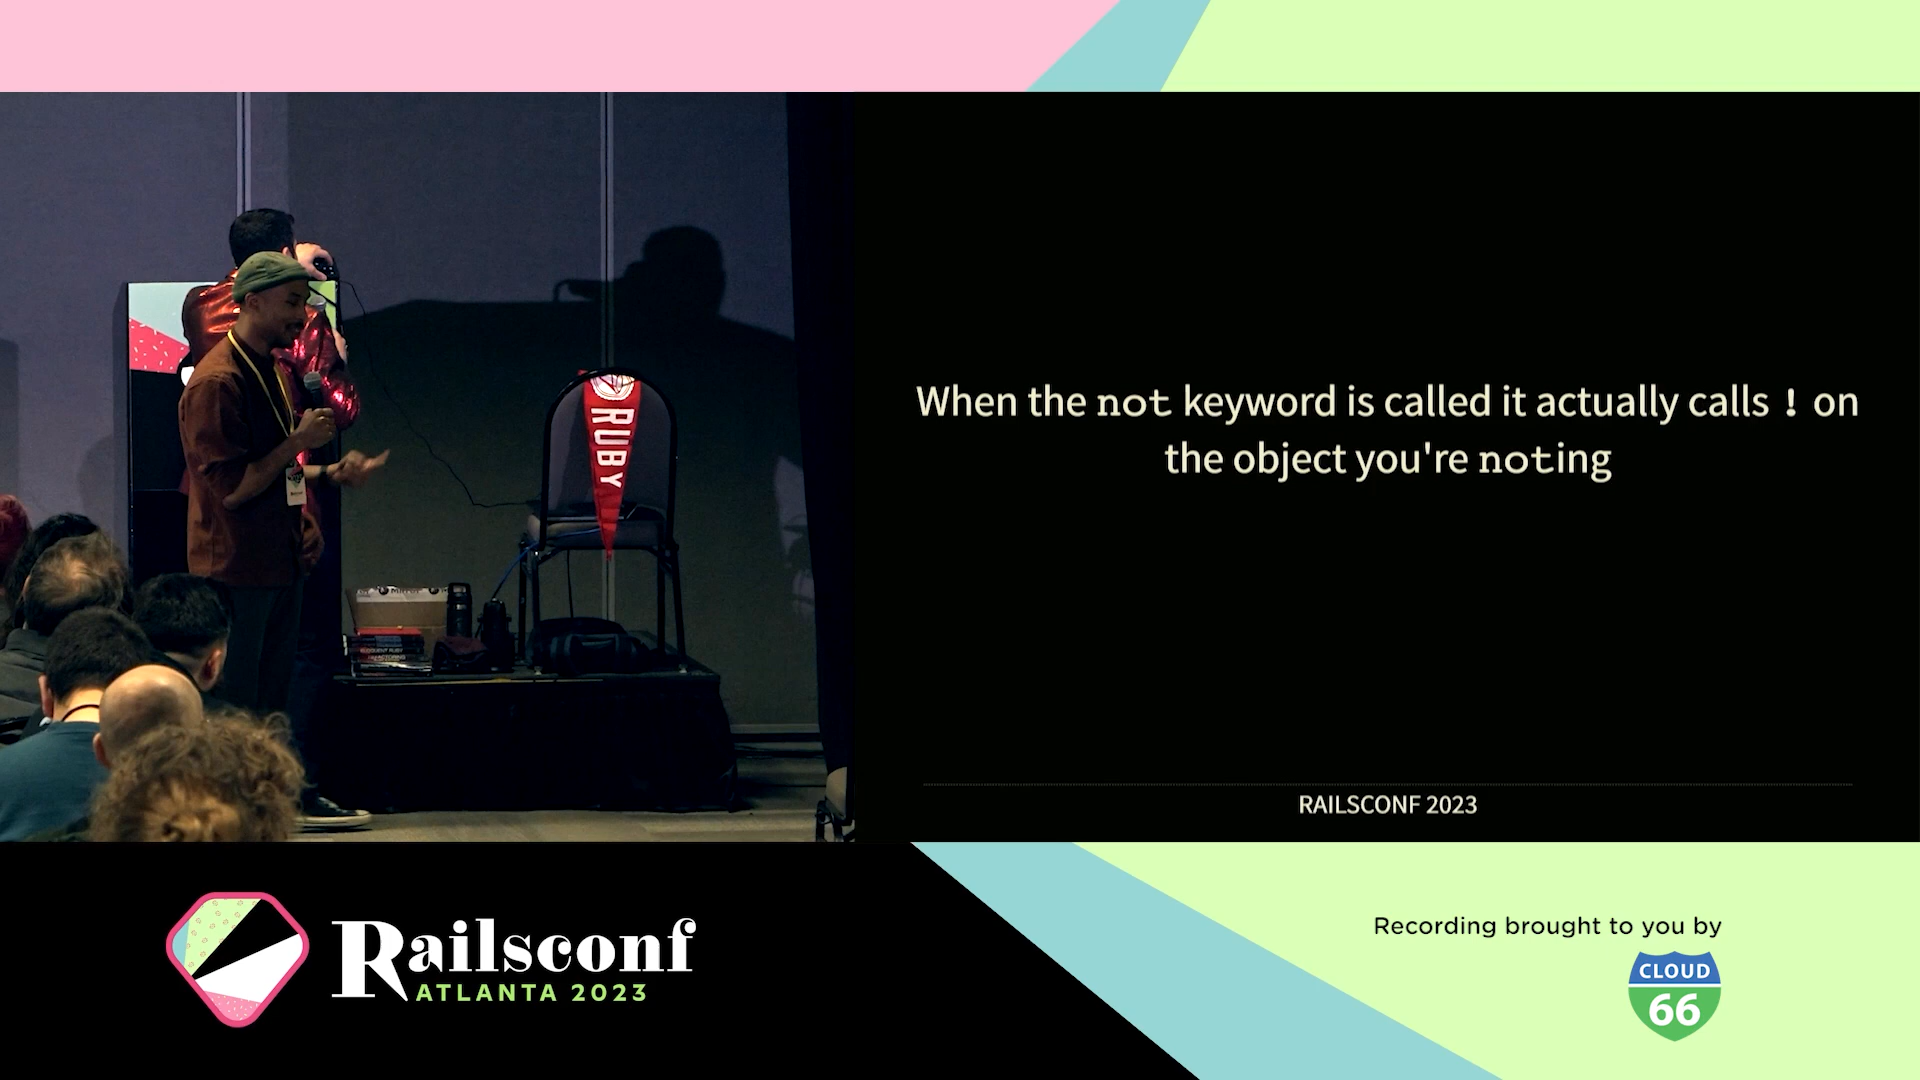 When the not keyword is called it actually calls ! on
the object you're noting
RAILSCONF 2023
RUBY
Railsconf
ATLANTA 2023
Recording brought to you by
CLOUD
66